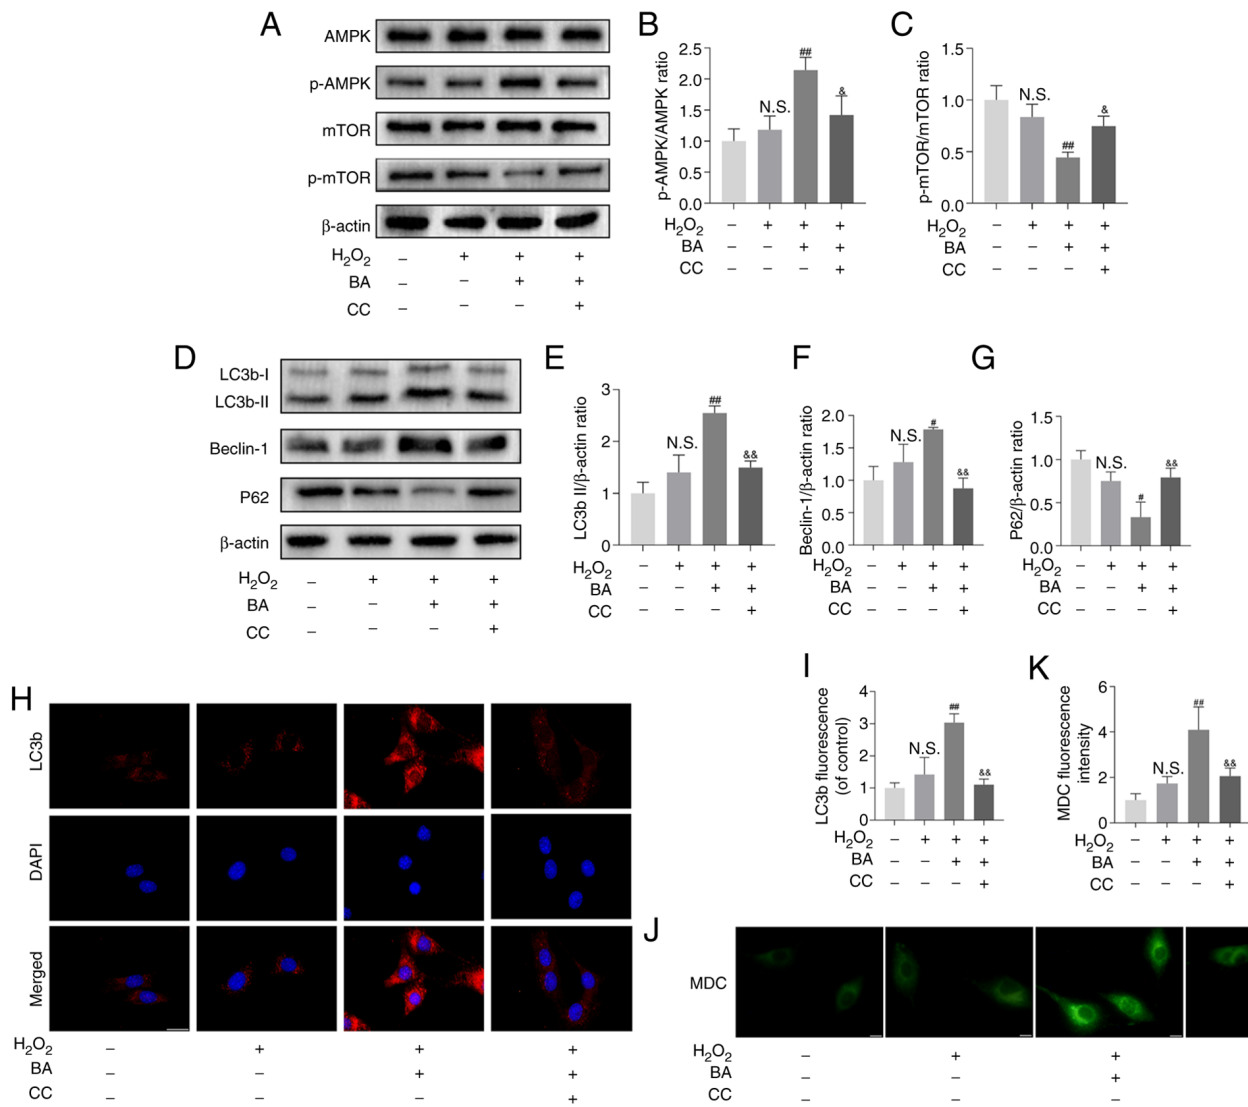 A
AMPK
p-AMPK
mTOR
p-mTOR
β-actin
H2O2 – + + +
BA – – + +
CC – – – +
B
p-AMPK/AMPK ratio
2.5
2.0
1.5
1.0
0.5
0.0
N.S.
##
&
H2O2 – + + +
BA – – + +
CC – – – +
C
p-mTOR/mTOR ratio
1.5
1.0
0.5
0.0
N.S.
##
&
H2O2 – + + +
BA – – + +
CC – – – +
D
LC3b-I
LC3b-II
Beclin-1
P62
β-actin
H2O2 – + + +
BA – – + +
CC – – – +
E
LC3b II/β-actin ratio
3
2
1
0
N.S.
##
&&
H2O2 – + + +
BA – – + +
CC – – – +
F
Beclin-1/β-actin ratio
2.0
1.5
1.0
0.5
0.0
N.S.
#
&&
H2O2 – + + +
BA – – + +
CC – – – +
G
P62/β-actin ratio
1.5
1.0
0.5
0.0
N.S.
#
&&
H2O2 – + + +
BA – – + +
CC – – – +
H
LC3b
DAPI
Merged
H2O2 – + + +
BA – – + +
CC – – – +
I
LC3b fluorescence
(of control)
4
3
2
1
0
N.S.
##
&&
H2O2 – + + +
BA – – + +
CC – – – +
K
MDC fluorescence
intensity
6
4
2
0
N.S.
##
&&
H2O2 – + + +
BA – – + +
CC – – – +
J
MDC
H2O2 – + +
BA – – +
CC – – –